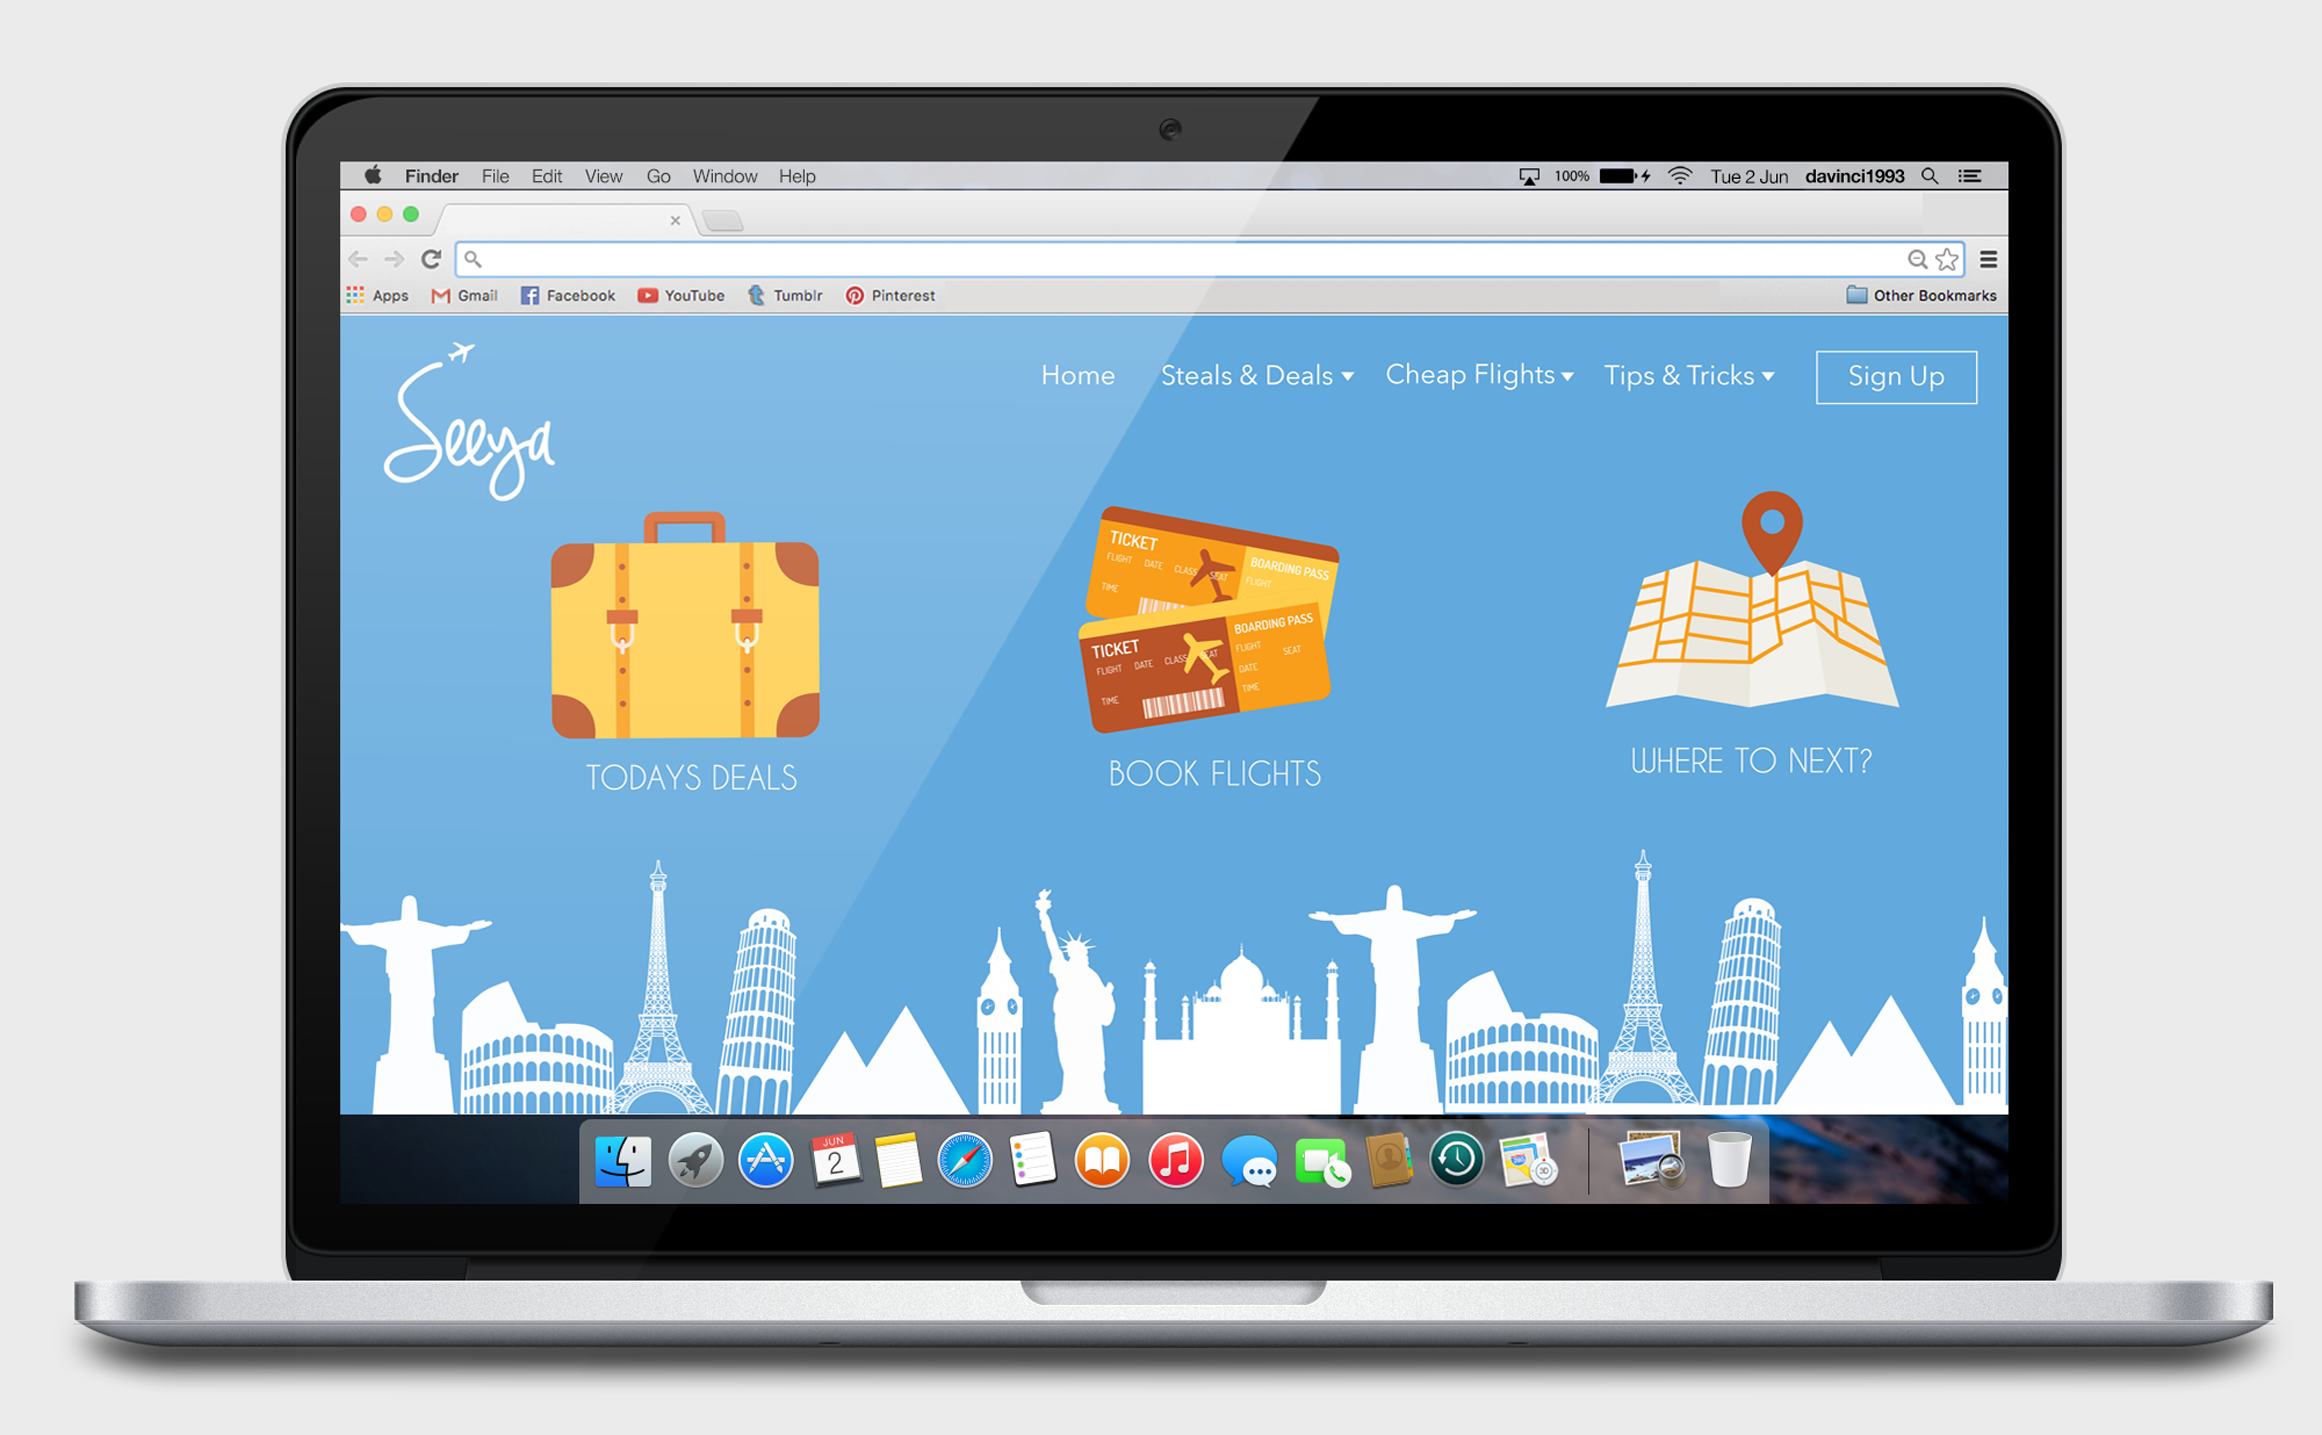 Finder File Edit View Go Window Help 100% Tue 2 Jun davinci1993
Apps Gmail Facebook YouTube Tumblr Pinterest Other Bookmarks
Seeya
Home Steals & Deals Cheap Flights Tips & Tricks Sign Up
TICKET
FLIGHT DATE CLASS SEAT
TIME
BOARDING PASS
FLIGHT
TICKET
FLIGHT DATE CLASS SEAT
TIME
BOARDING PASS
FLIGHT SEAT
DATE
TIME
TODAYS DEALS
BOOK FLIGHTS
WHERE TO NEXT?
JUN
2
3D